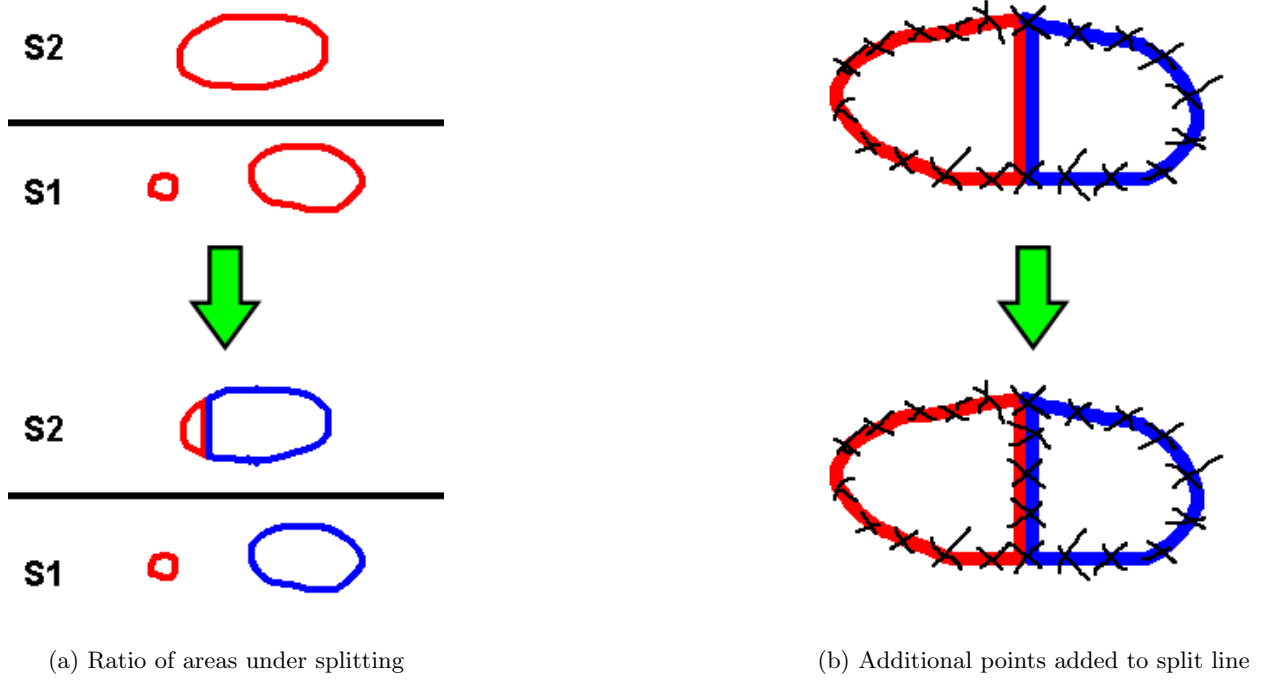 S2
S1
S2
S1
(a) Ratio of areas under splitting
(b) Additional points added to split line